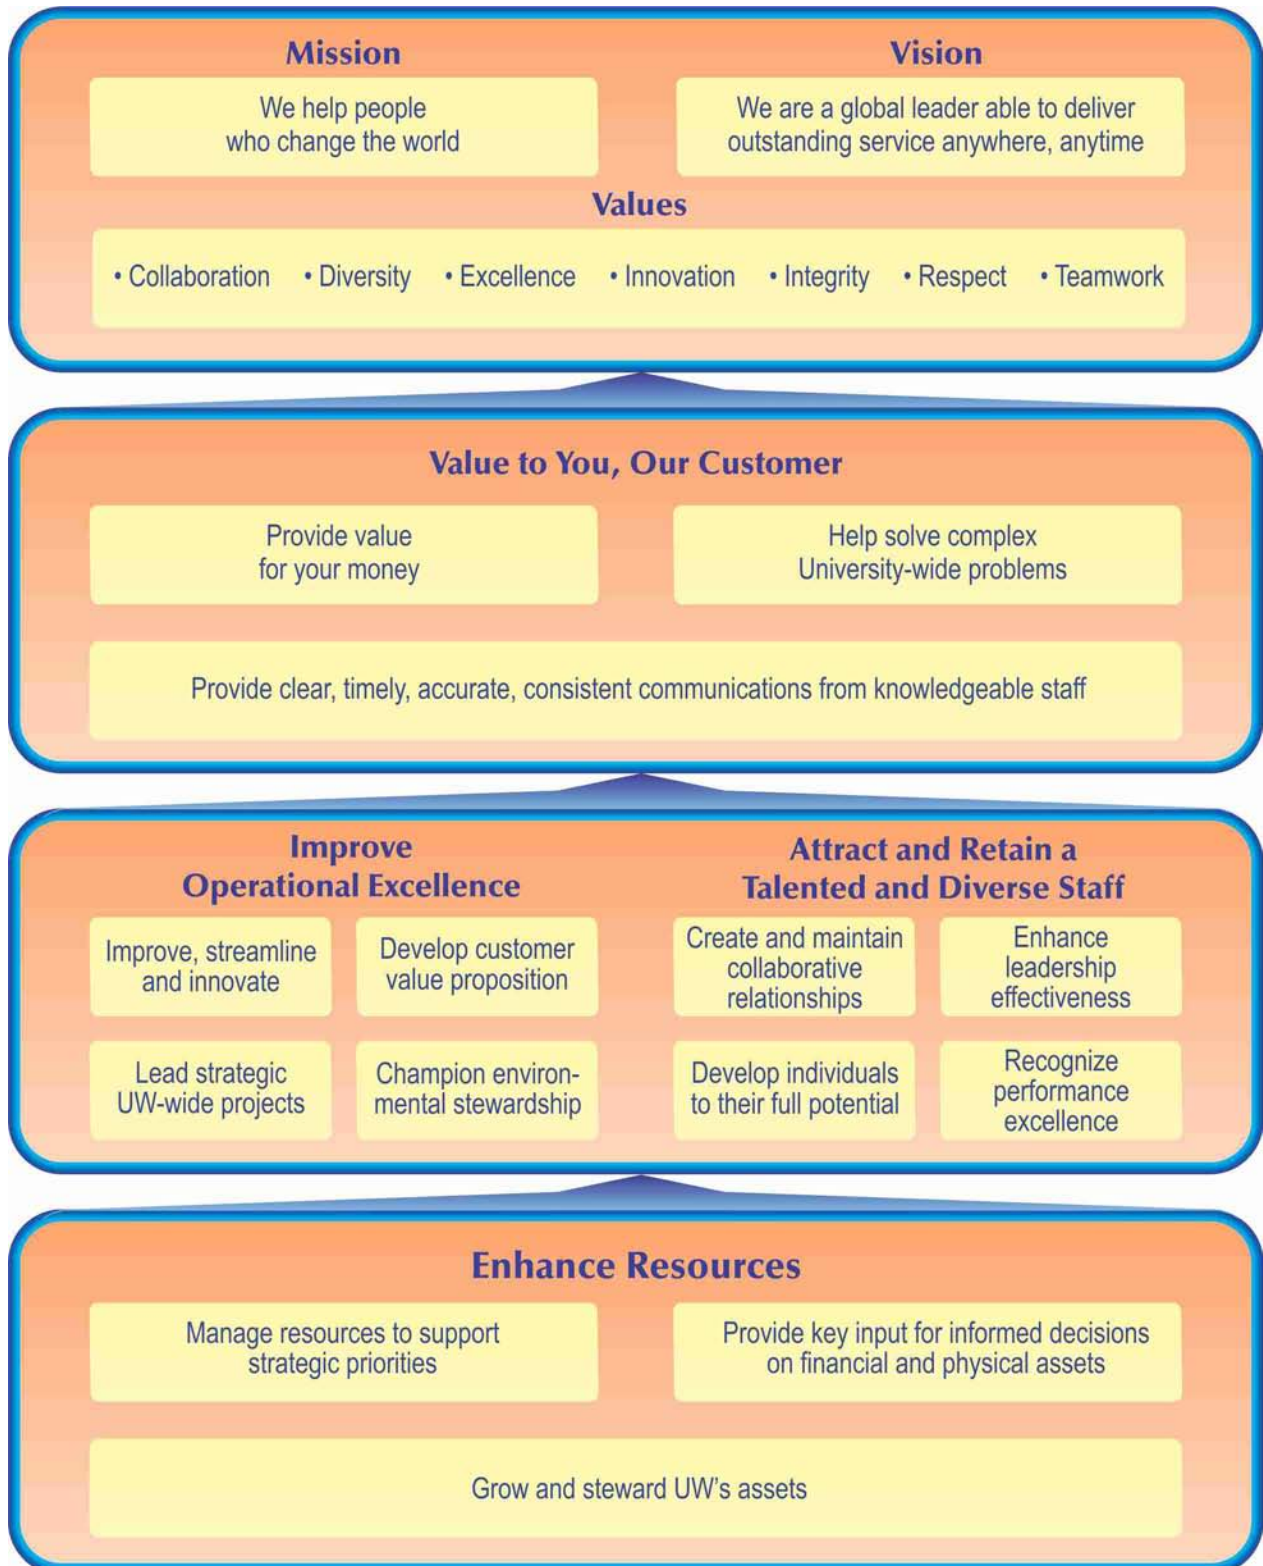 Mission
We help people
who change the world
Vision
We are a global leader able to deliver
outstanding service anywhere, anytime
Values
• Collaboration • Diversity • Excellence • Innovation • Integrity • Respect • Teamwork
Value to You, Our Customer
Provide value
for your money
Help solve complex
University-wide problems
Provide clear, timely, accurate, consistent communications from knowledgeable staff
Improve
Operational Excellence
Improve, streamline
and innovate
Develop customer
value proposition
Lead strategic
UW-wide projects
Champion environ-
mental stewardship
Attract and Retain a
Talented and Diverse Staff
Create and maintain
collaborative
relationships
Enhance
leadership
effectiveness
Develop individuals
to their full potential
Recognize
performance
excellence
Enhance Resources
Manage resources to support
strategic priorities
Provide key input for informed decisions
on financial and physical assets
Grow and steward UW's assets